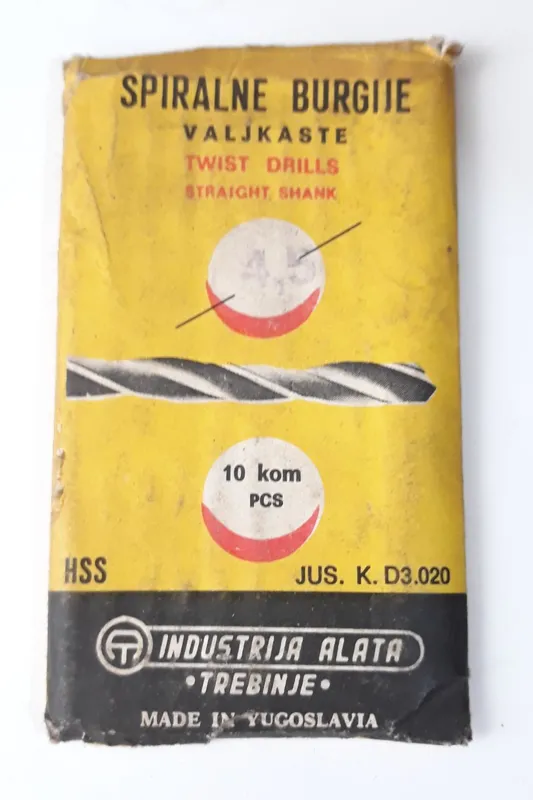 SPIRALNE BURGIJE
VALJKASTE
TWIST DRILLS
STRAIGHT SHANK
4,5
10 kom
PCS
HSS
JUS. K. D3.020
INDUSTRIJA ALATA
•TREBINJE•
MADE IN YUGOSLAVIA